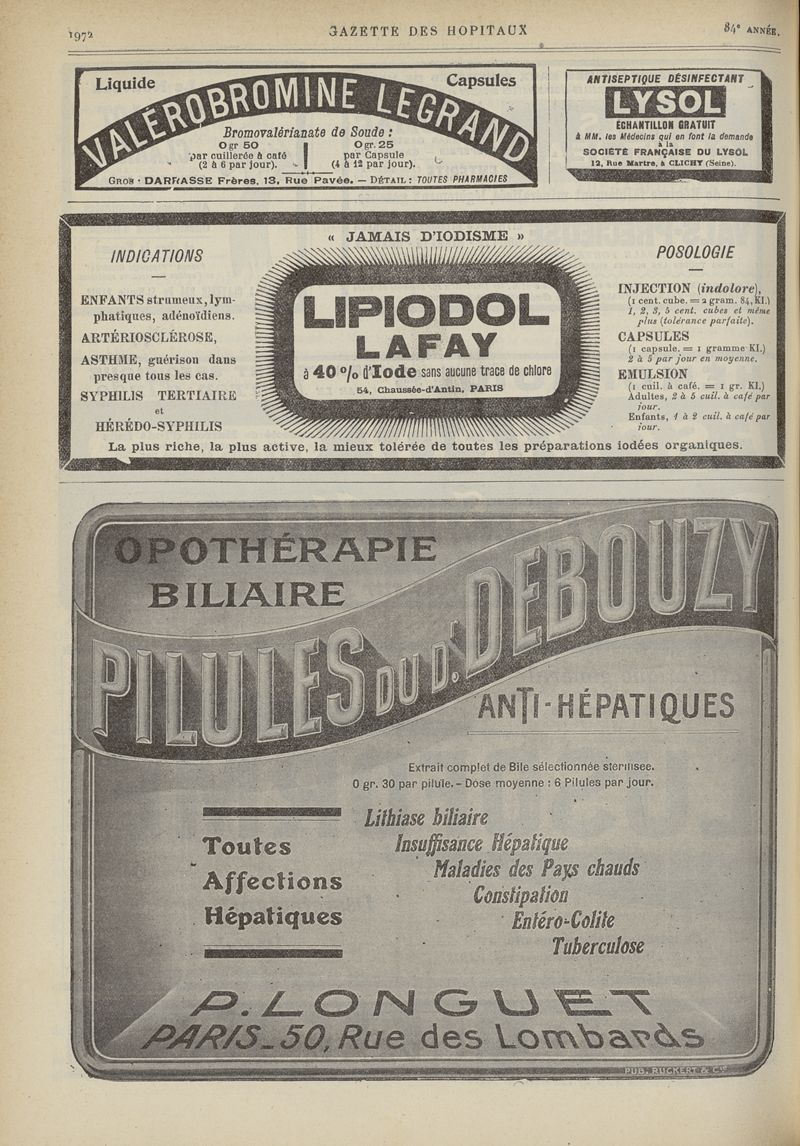 1972
GAZETTE DES HOPITAUX
84e ANNÉE.
Liquide
Capsules
VALÉROBROMINE LEGRAND
Bromovalérianate de Soude :
0 gr 50
par cuillerée à café
(2 à 6 par jour).
0 gr. 25
par Capsule
(4 à 12 par jour).
GROS : DARRASSE Frères, 13, Rue Pavée. — DÉTAIL : TOUTES PHARMACIES
ANTISEPTIQUE DÉSINFECTANT
LYSOL
ÉCHANTILLON GRATUIT
à MM. les Médecins qui en font la demande
à la
SOCIÉTÉ FRANÇAISE DU LYSOL
12, Rue Martre, à CLICHY (Seine).
« JAMAIS D'IODISME »
INDICATIONS
ENFANTS strumeux, lym-
phatiques, adénoïdiens.
ARTÉRIOSCLÉROSE,
ASTHME, guérison dans
presque tous les cas.
SYPHILIS TERTIAIRE
et
HÉRÉDO-SYPHILIS
LIPIODOL
LAFAY
à 40 % d'Iode sans aucune trace de chlore
54, Chaussée-d'Antin, PARIS
POSOLOGIE
INJECTION (indolore),
(1 cent. cube. = 2 gram. 84, KI.)
1, 2, 3, 5 cent. cubes et même
plus (tolérance parfaite).
CAPSULES
(1 capsule. = 1 gramme KI.)
2 à 5 par jour en moyenne.
EMULSION
(1 cuil. à café. = 1 gr. KI.)
Adultes, 2 à 5 cuil. à café par
jour.
Enfants, 1 à 2 cuil. à café par
jour.
La plus riche, la plus active, la mieux tolérée de toutes les préparations iodées organiques.
OPOTHÉRAPIE
BILIAIRE
PILULES DU Dr DEBOUZY
ANTI-HÉPATIQUES
Extrait complet de Bile sélectionnée stérilisee.
0 gr. 30 par pilule. - Dose moyenne : 6 Pilules par jour.
Toutes
Affections
Hépatiques
Lithiase biliaire
Insuffisance Hépatique
Maladies des Pays chauds
Constipation
Entéro-Colite
Tuberculose
P. LONGUET
PARIS_50, Rue des Lombards
PUB. RUCKERT & Cie